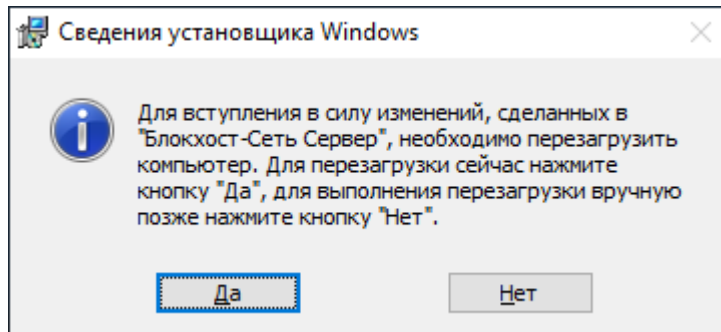 Сведения установщика Windows
Для вступления в силу изменений, сделанных в
"Блокхост-Сеть Сервер", необходимо перезагрузить
компьютер. Для перезагрузки сейчас нажмите
кнопку "Да", для выполнения перезагрузки вручную
позже нажмите кнопку "Нет".
Да
Нет